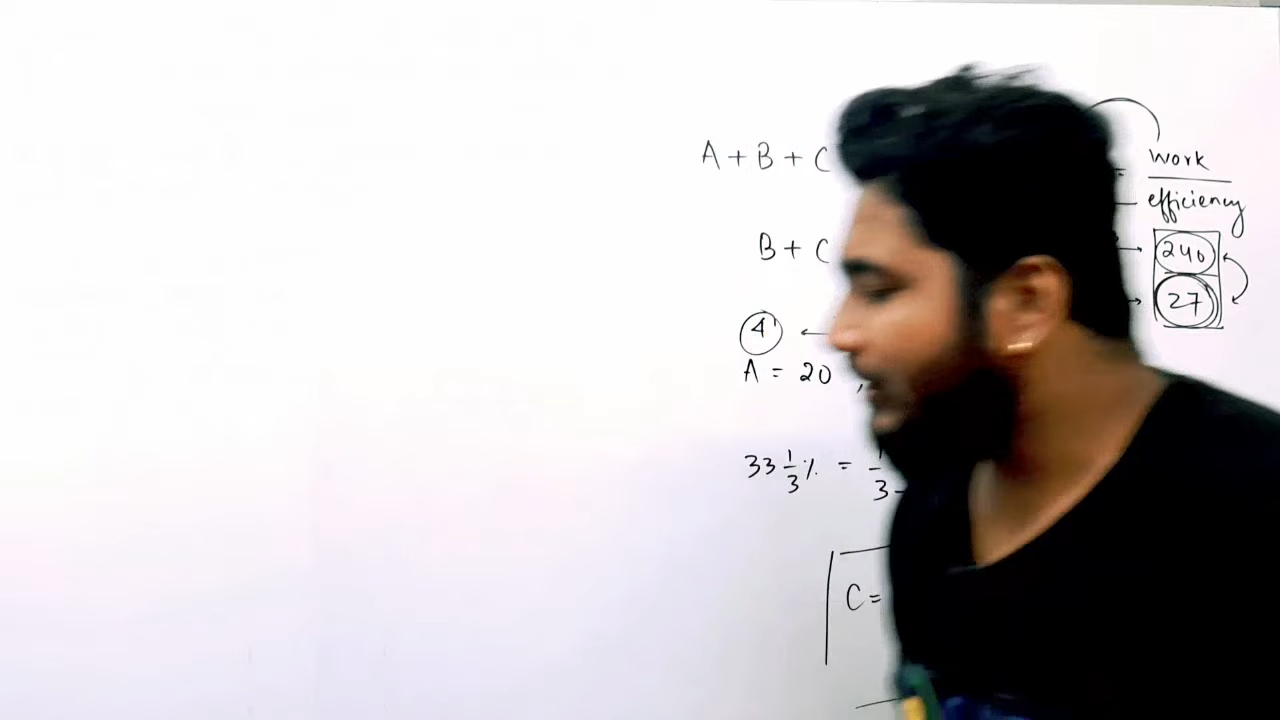 A + B + C = work
efficiency
B + C 240
4 27
A = 20 ,
33 1/3 % = 1/3
C =